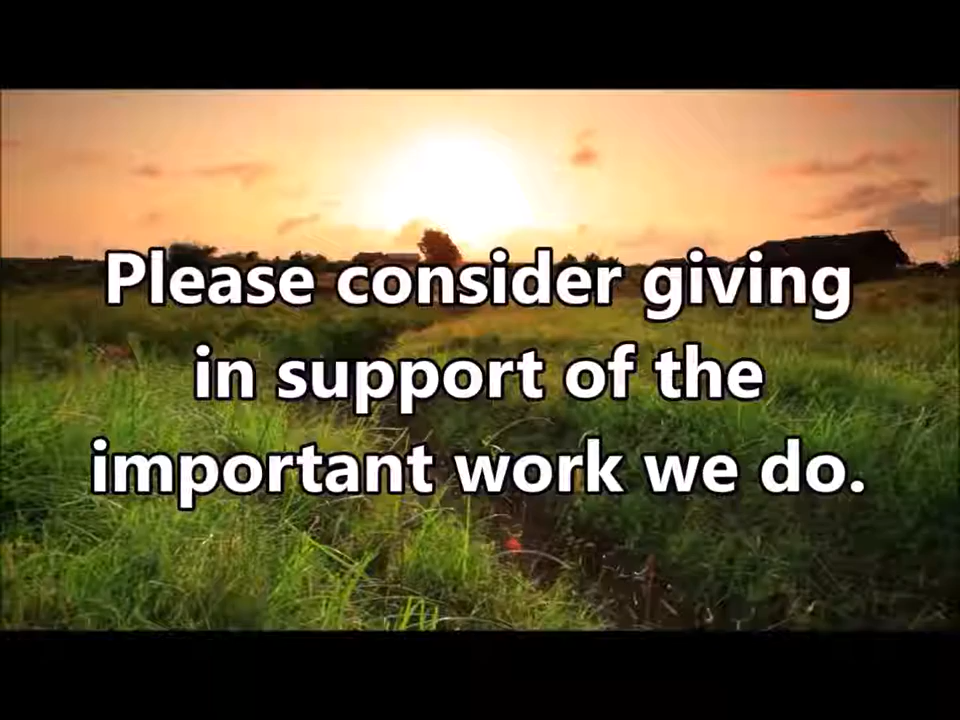 Please consider giving
in support of the
important work we do.